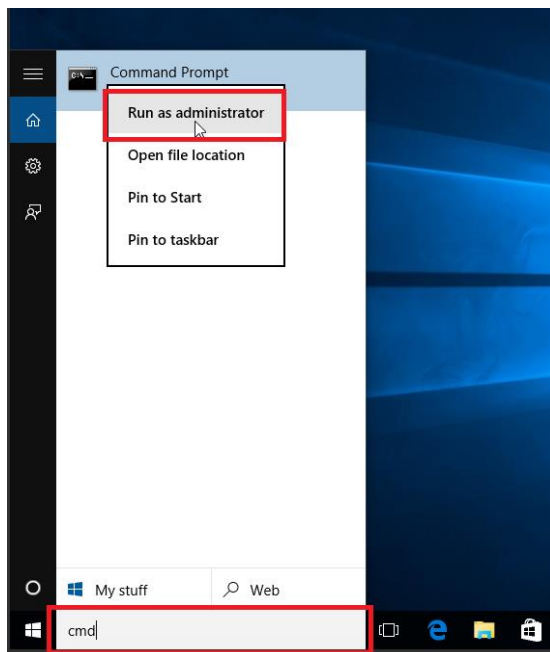 Command Prompt
Run as administrator
Open file location
Pin to Start
Pin to taskbar
My stuff
Web
cmd